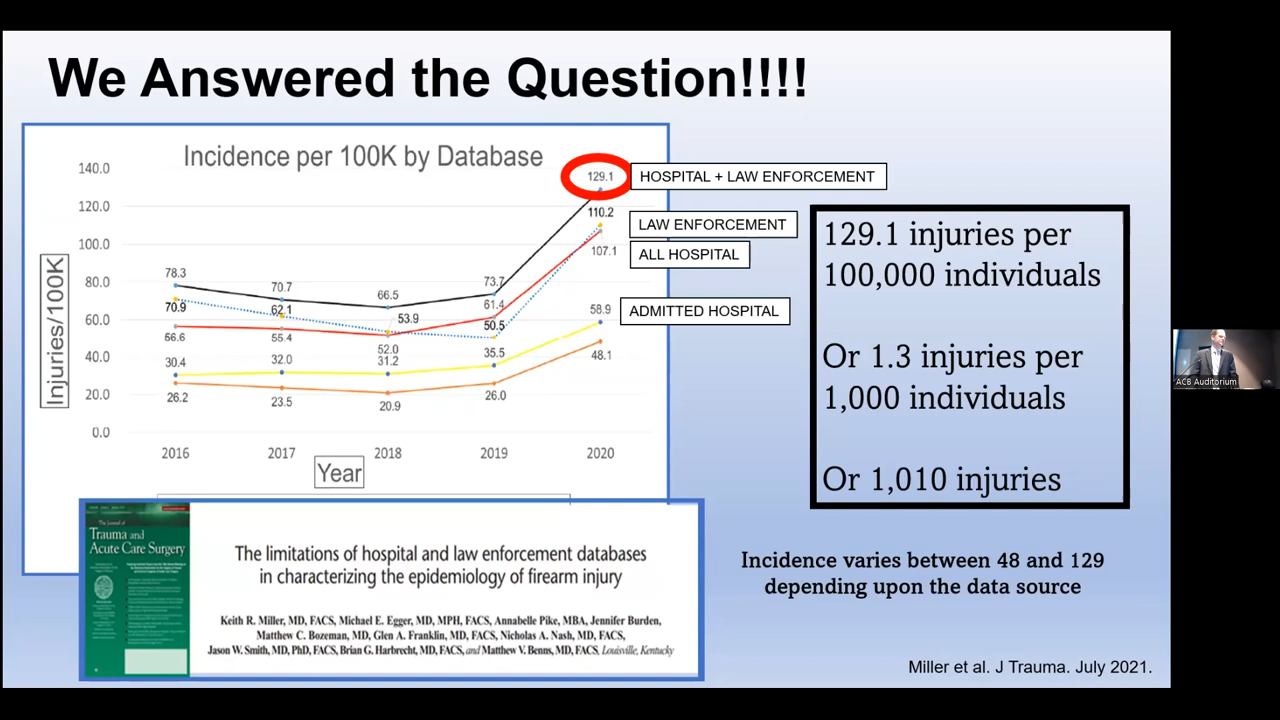 We Answered the Question!!!!
Incidence per 100K by Database
140.0
120.0
100.0
80.0
60.0
40.0
20.0
0.0
Injuries/100K
78.3
70.7
66.5
73.7
129.1
70.9
62.1
53.9
50.5
110.2
56.6
55.4
52.0
61.4
107.1
30.4
32.0
31.2
35.5
58.9
26.2
23.5
20.9
26.0
48.1
2016
2017
2018
2019
2020
Year
HOSPITAL + LAW ENFORCEMENT
LAW ENFORCEMENT
ALL HOSPITAL
ADMITTED HOSPITAL
129.1 injuries per
100,000 individuals
Or 1.3 injuries per
1,000 individuals
Or 1,010 injuries
ACB Auditorium
The Journal of
Trauma and
Acute Care Surgery
The limitations of hospital and law enforcement databases
in characterizing the epidemiology of firearm injury
Keith R. Miller, MD, FACS, Michael E. Egger, MD, MPH, FACS, Annabelle Pike, MBA, Jennifer Burden,
Matthew C. Bozeman, MD, Glen A. Franklin, MD, FACS, Nicholas A. Nash, MD, FACS,
Jason W. Smith, MD, PhD, FACS, Brian G. Harbrecht, MD, FACS, and Matthew V. Benns, MD, FACS, Louisville, Kentucky
Incidence varies between 48 and 129
depending upon the data source
Miller et al. J Trauma. July 2021.